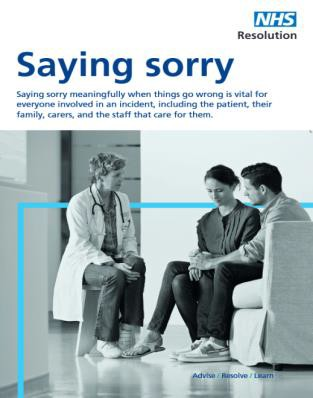 NHS
Resolution
Saying sorry
Saying sorry meaningfully when things go wrong is vital for
everyone involved in an incident, including the patient, their
family, carers, and the staff that care for them.
Advise / Resolve / Learn